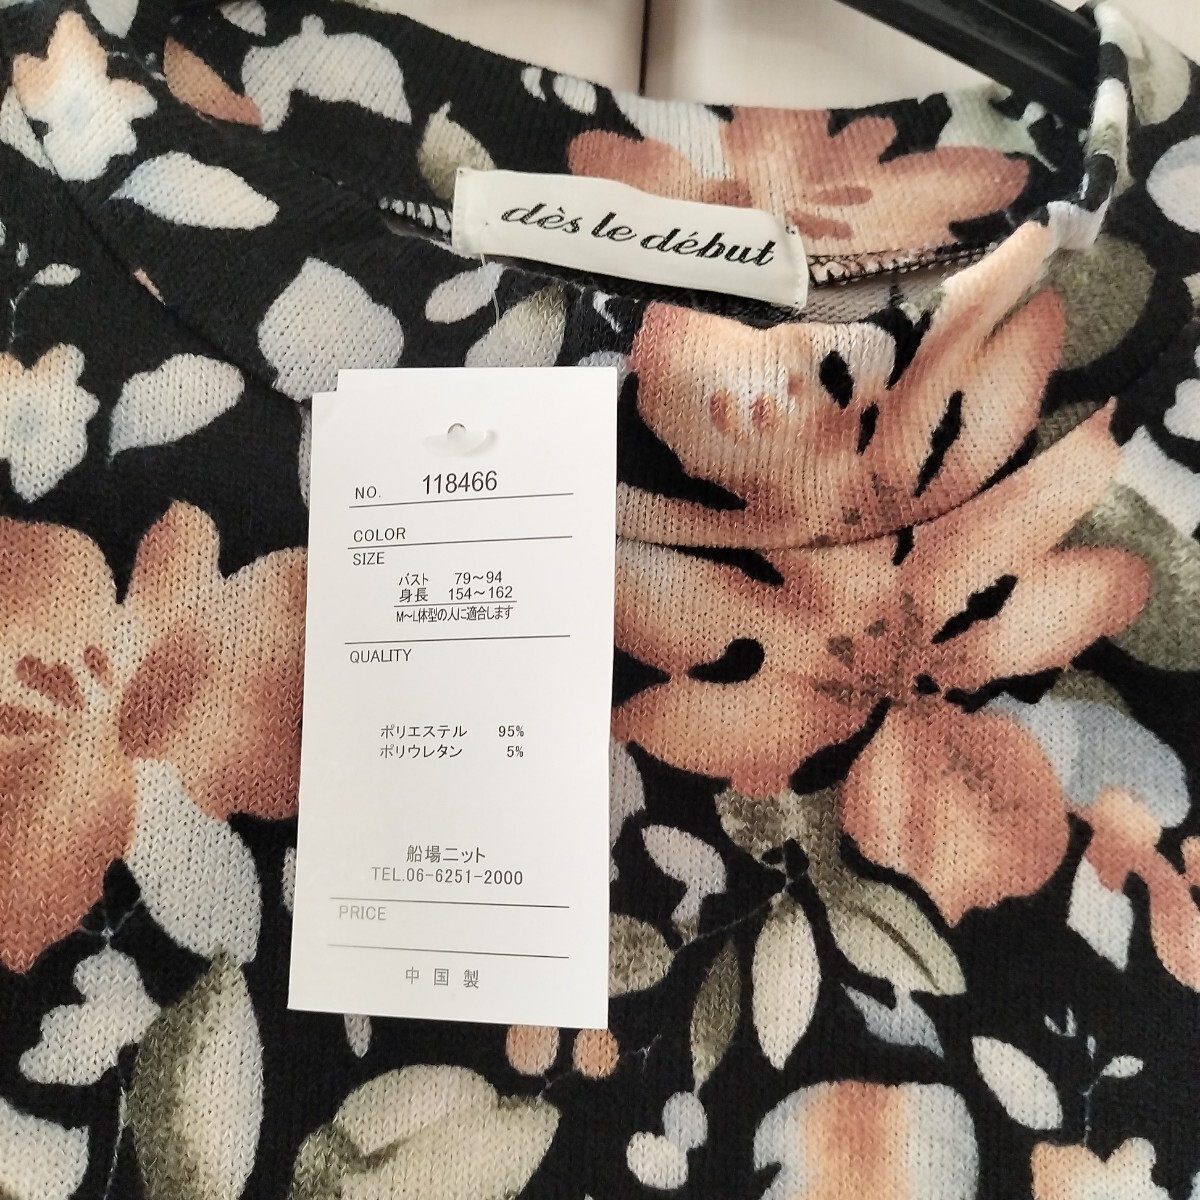 dès le début
NO. 118466
COLOR
SIZE
バスト 79～94
身長 154～162
M～L体型の人に適合します
QUALITY
ポリエステル 95%
ポリウレタン 5%
船場ニット
TEL.06-6251-2000
PRICE
中国製